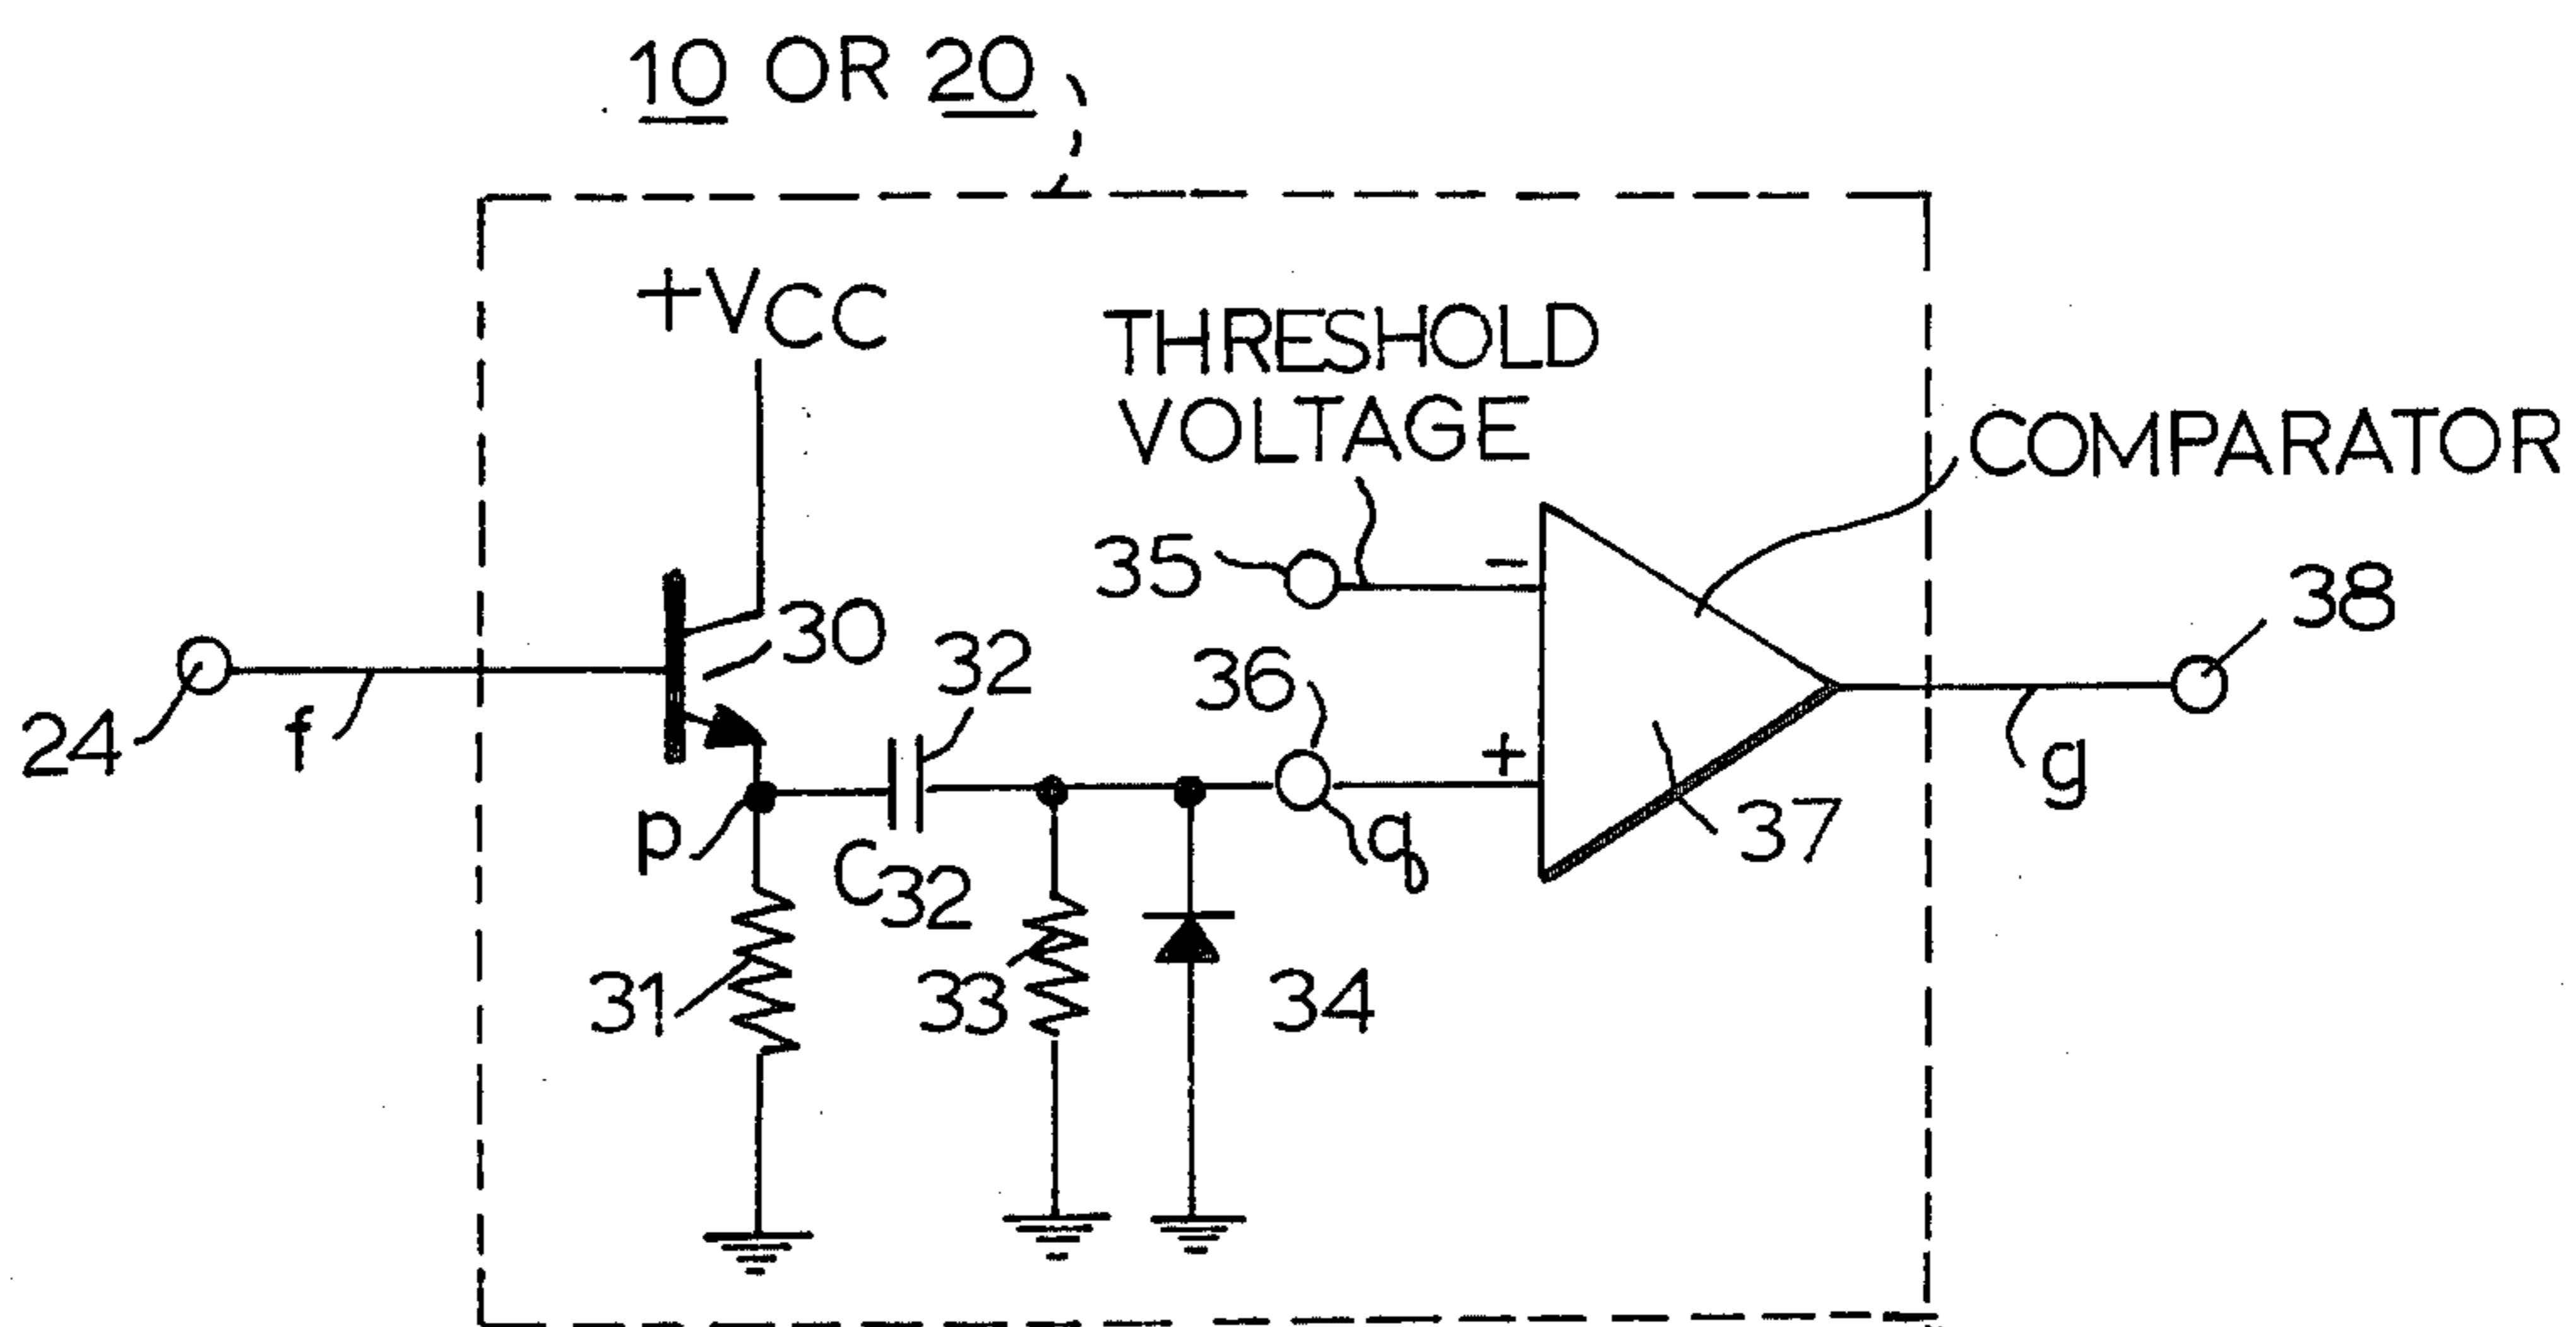 10 OR 20
+VCC
THRESHOLD
VOLTAGE
COMPARATOR
35
-
38
30
32
36
24
f
+
g
p
C32
q
37
31
33
34